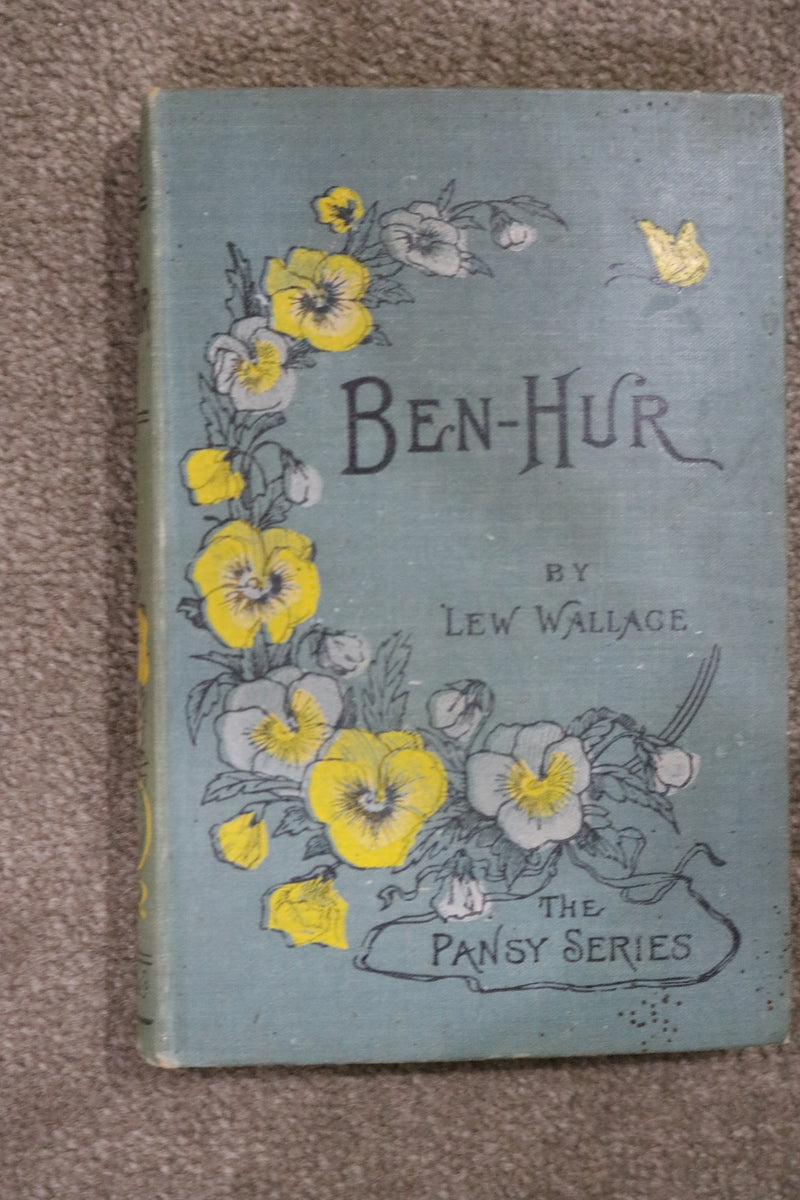 BEN-HUR
BY
LEW WALLACE
THE
PANSY SERIES